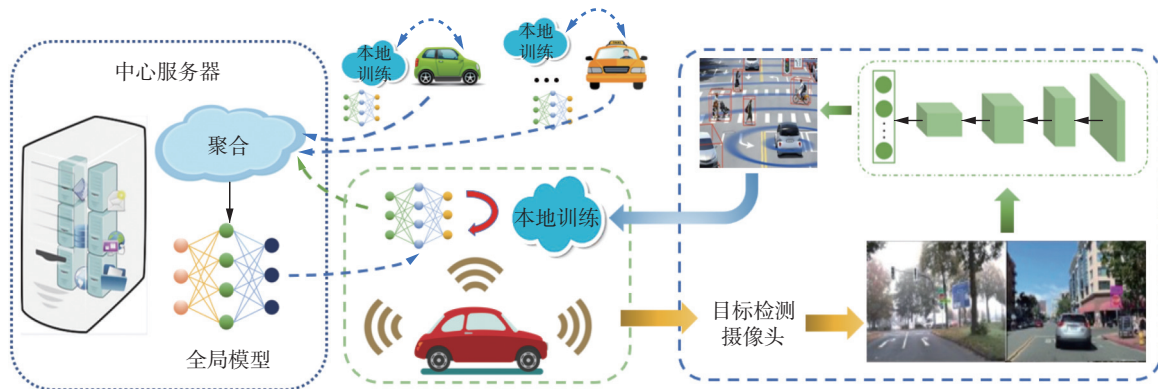 中心服务器
聚合
全局模型
本地
训练
本地
训练
本地训练
目标检测
摄像头